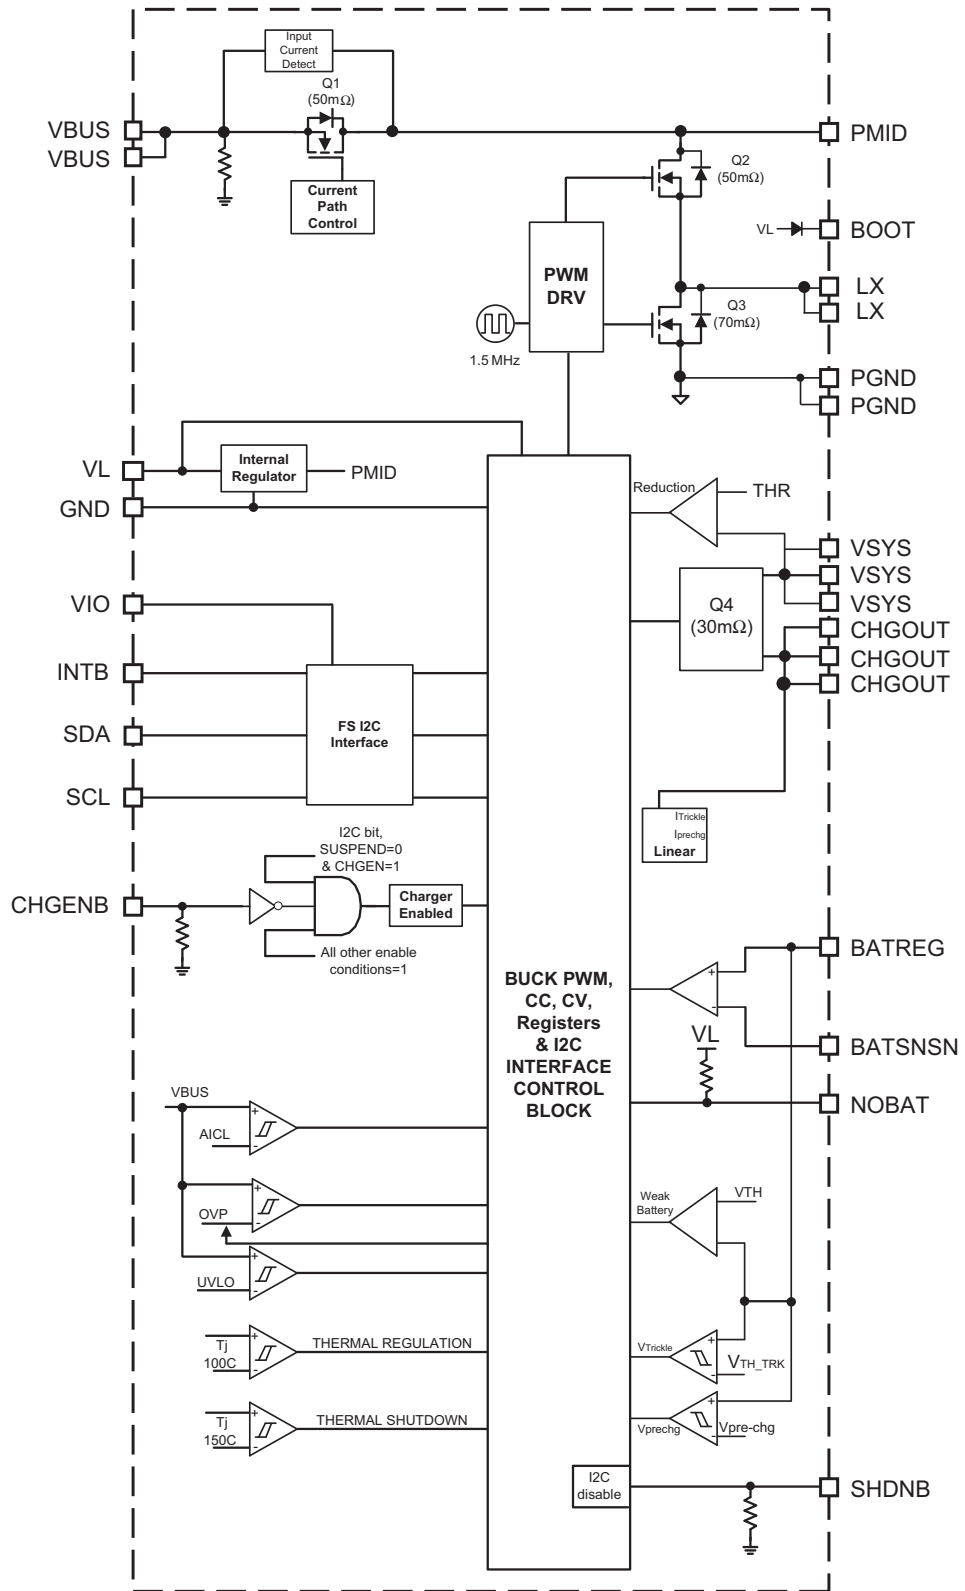 Input
Current
Detect
Q1
(50mΩ)
VBUS
VBUS
PMID
Current
Path
Control
Q2
(50mΩ)
VL
BOOT
PWM
DRV
LX
LX
Q3
(70mΩ)
1.5 MHz
PGND
PGND
VL
Internal
Regulator
PMID
GND
Reduction
THR
VSYS
VSYS
VSYS
Q4
(30mΩ)
CHGOUT
CHGOUT
CHGOUT
VIO
INTB
SDA
SCL
FS I2C
Interface
ITrickle
Iprechg
Linear
I2C bit,
SUSPEND=0
& CHGEN=1
CHGENB
Charger
Enabled
All other enable
conditions=1
BUCK PWM,
CC, CV,
Registers
& I2C
INTERFACE
CONTROL
BLOCK
+
-
BATREG
BATSNSN
VL
NOBAT
VBUS
+
AICL
-
+
OVP
-
+
UVLO
-
Weak
Battery
VTH
+
Tj
100C
-
THERMAL REGULATION
VTrickle
+
-
VTH_TRK
+
Tj
150C
-
THERMAL SHUTDOWN
Vprechg
+
-
Vpre-chg
I2C
disable
SHDNB